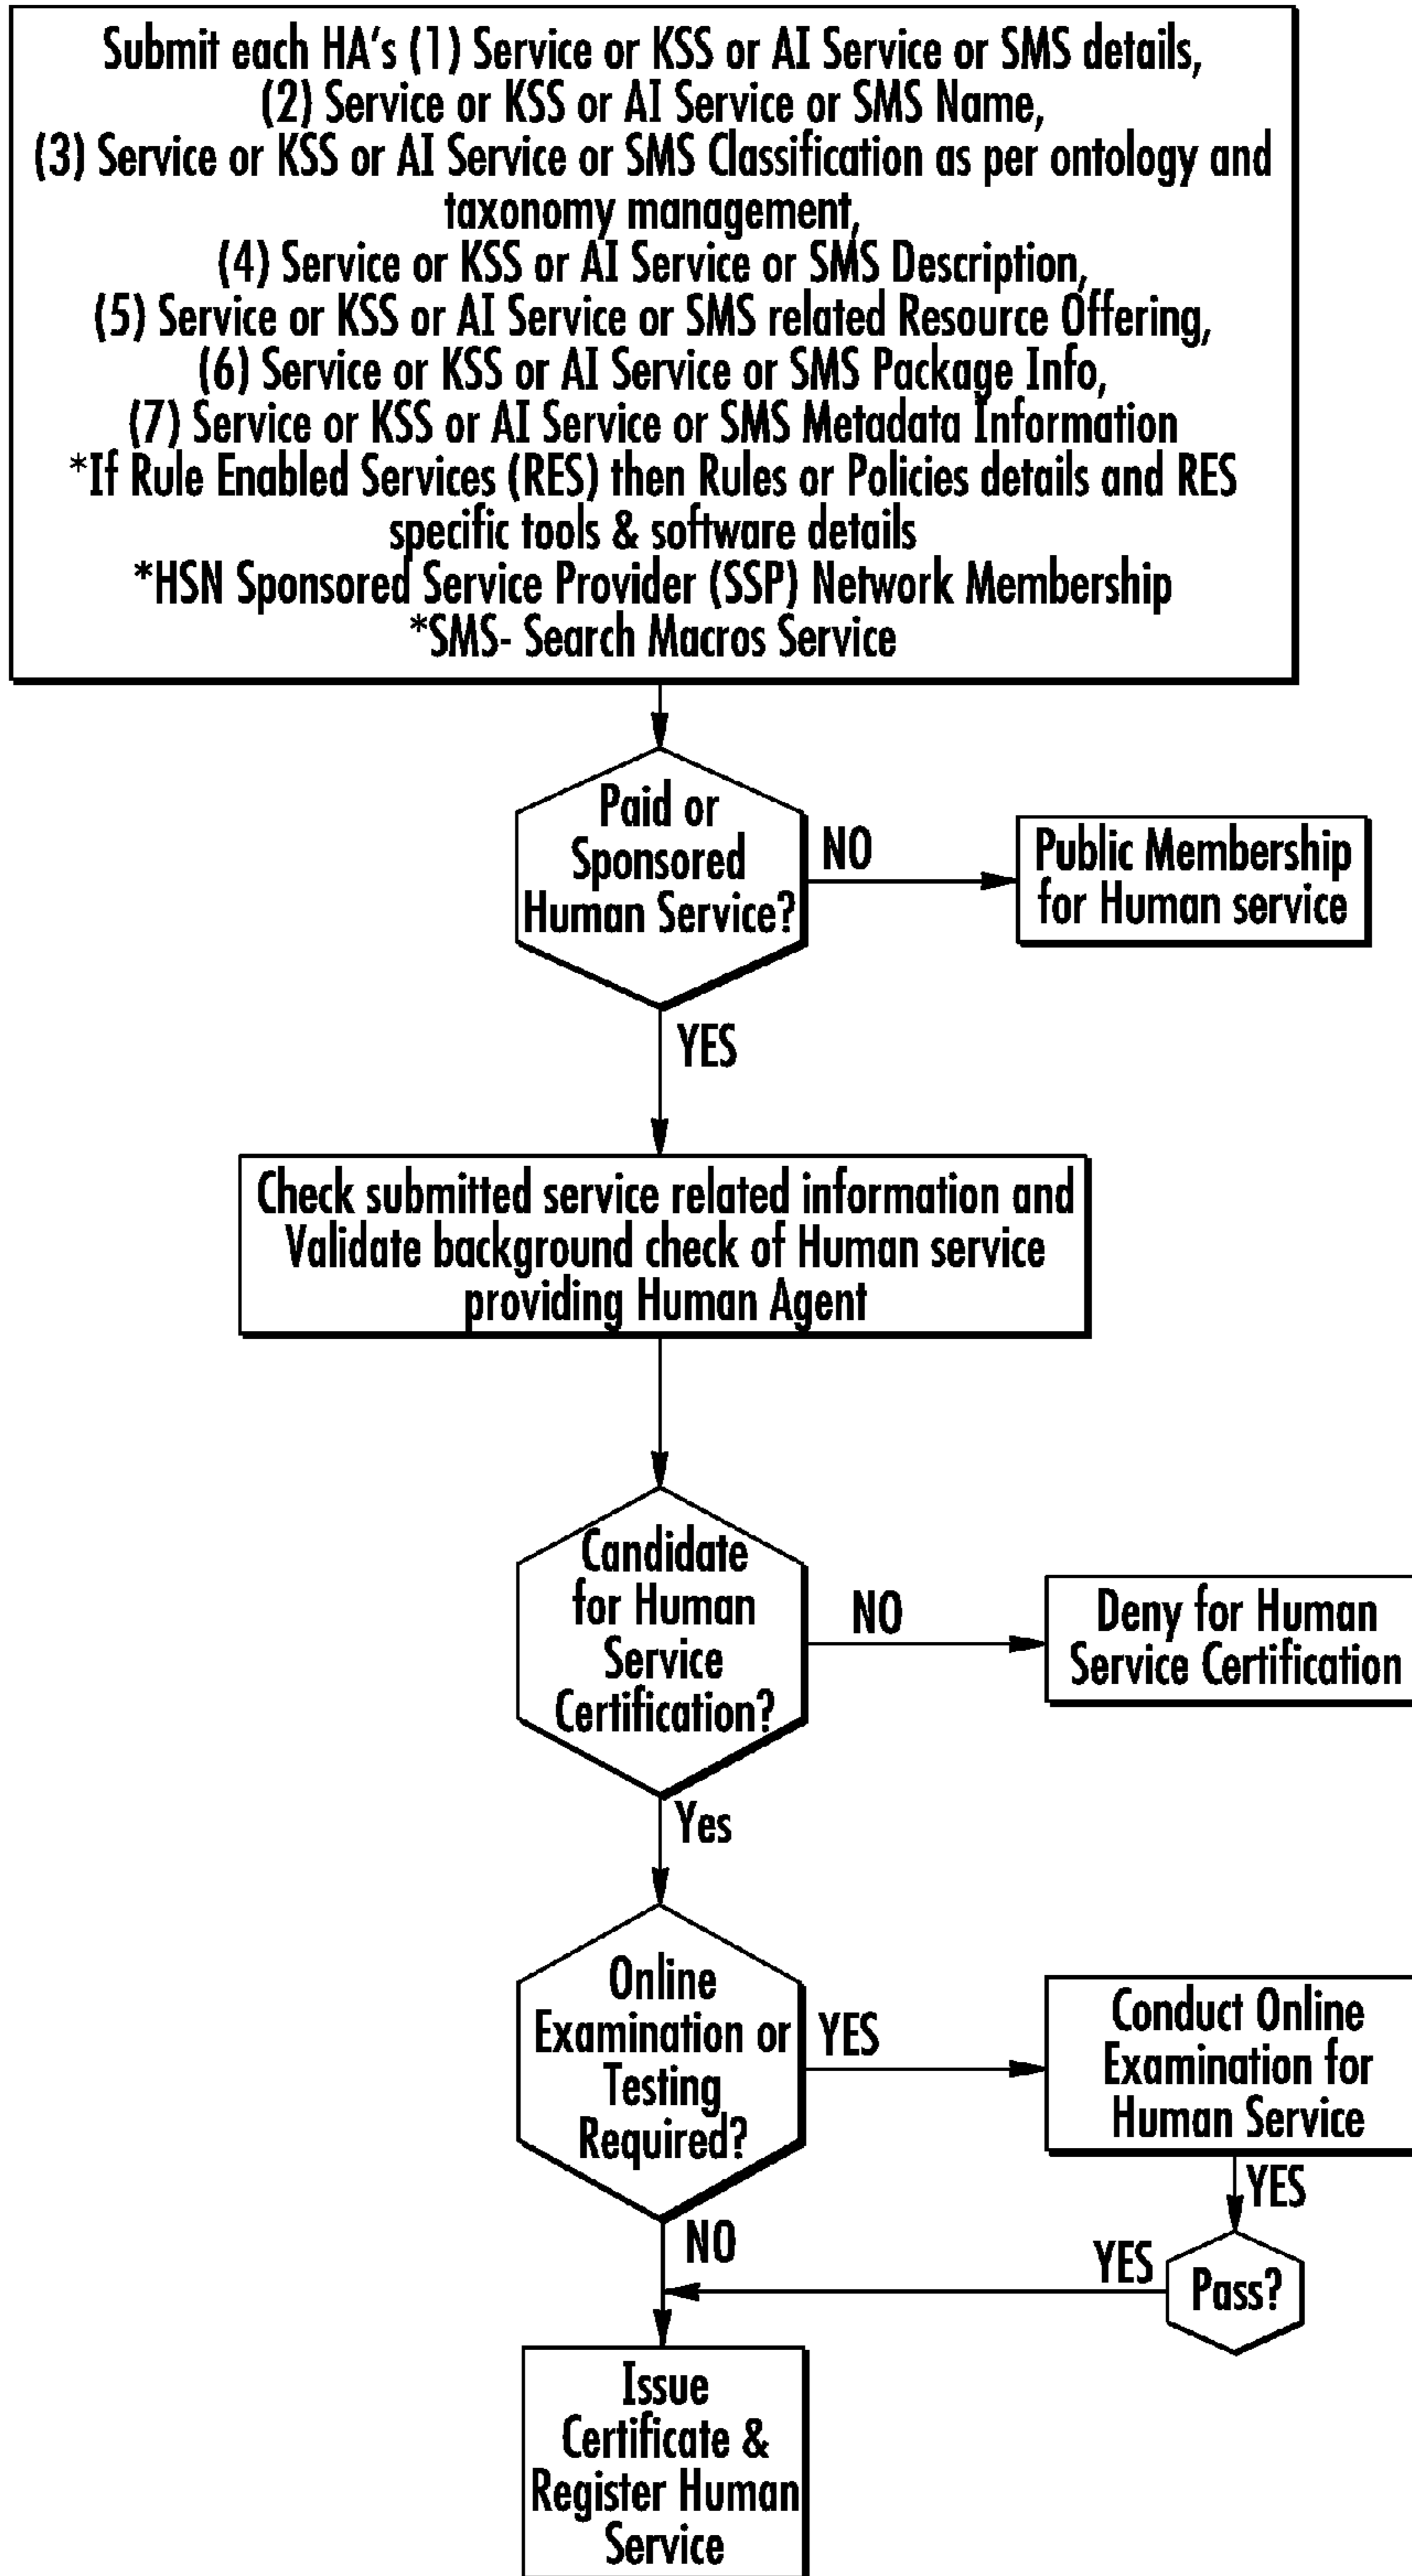 Submit each HA's (1) Service or KSS or AI Service or SMS details,
(2) Service or KSS or AI Service or SMS Name,
(3) Service or KSS or AI Service or SMS Classification as per ontology and
taxonomy management,
(4) Service or KSS or AI Service or SMS Description,
(5) Service or KSS or AI Service or SMS related Resource Offering,
(6) Service or KSS or AI Service or SMS Package Info,
(7) Service or KSS or AI Service or SMS Metadata Information
*If Rule Enabled Services (RES) then Rules or Policies details and RES
specific tools & software details
*HSN Sponsored Service Provider (SSP) Network Membership
*SMS- Search Macros Service
Paid or
Sponsored
Human Service?
NO
Public Membership
for Human service
YES
Check submitted service related information and
Validate background check of Human service
providing Human Agent
Candidate
for Human
Service
Certification?
NO
Deny for Human
Service Certification
Yes
Online
Examination or
Testing
Required?
YES
Conduct Online
Examination for
Human Service
YES
NO
YES
Pass?
Issue
Certificate &
Register Human
Service